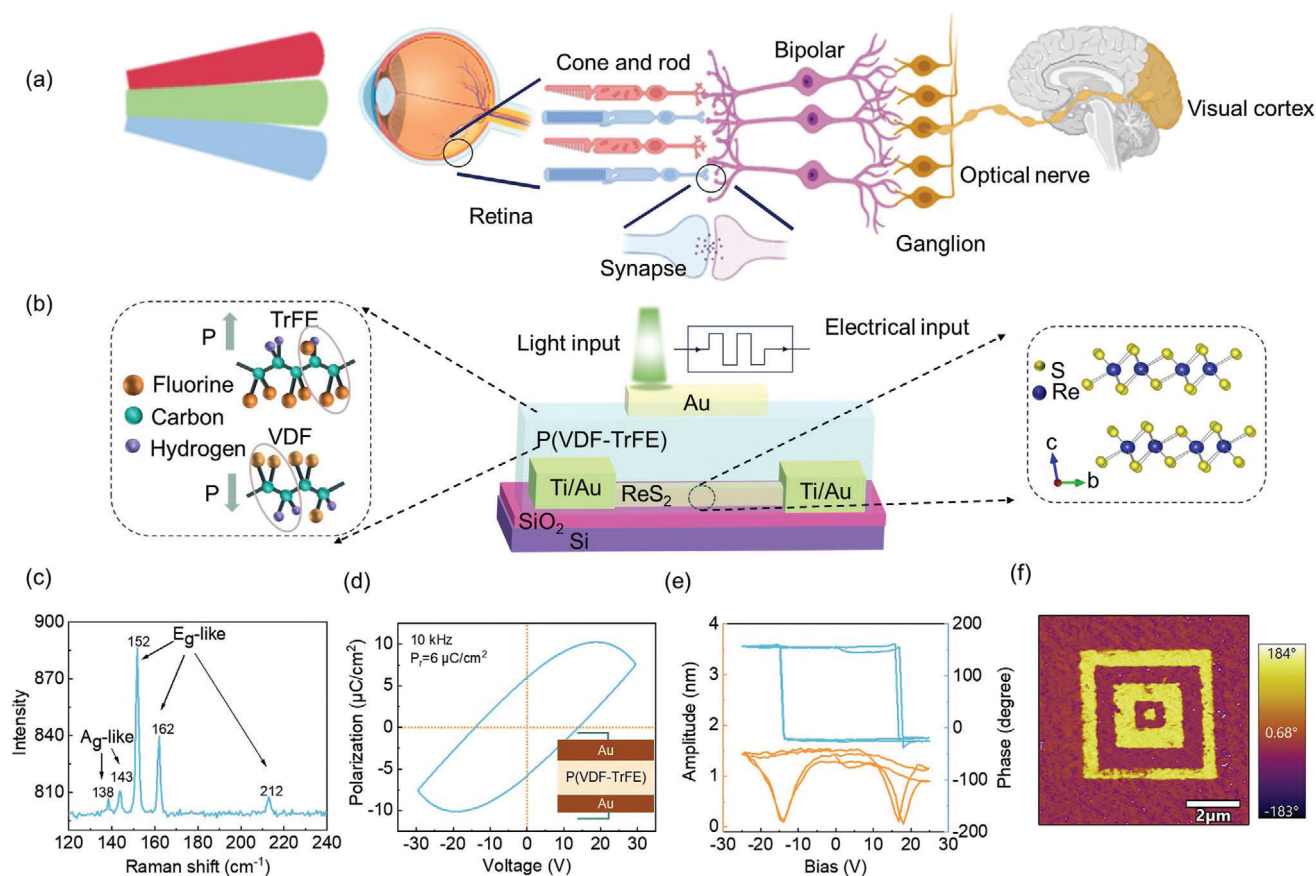 (a)
Cone and rod
Bipolar
Visual cortex
Retina
Optical nerve
Synapse
Ganglion
(b)
P
TrFE
Fluorine
Carbon
Hydrogen
VDF
P
Light input
Electrical input
Au
P(VDF-TrFE)
Ti/Au
ReS₂
Ti/Au
SiO₂
Si
S
Re
c
b
(c)
900
870
840
810
Intensity
152
E_g-like
162
A_g-like
138
143
212
120 140 160 180 200 220 240
Raman shift (cm⁻¹)
(d)
10
5
0
-5
-10
Polarization (μC/cm²)
10 kHz
Pᵣ=6 μC/cm²
Au
P(VDF-TrFE)
Au
-30 -20 -10 0 10 20 30
Voltage (V)
(e)
4
3
2
1
0
Amplitude (nm)
200
100
0
-100
-200
Phase (degree)
-30 -20 -10 0 10 20 30
Bias (V)
(f)
184°
0.68°
-183°
2μm